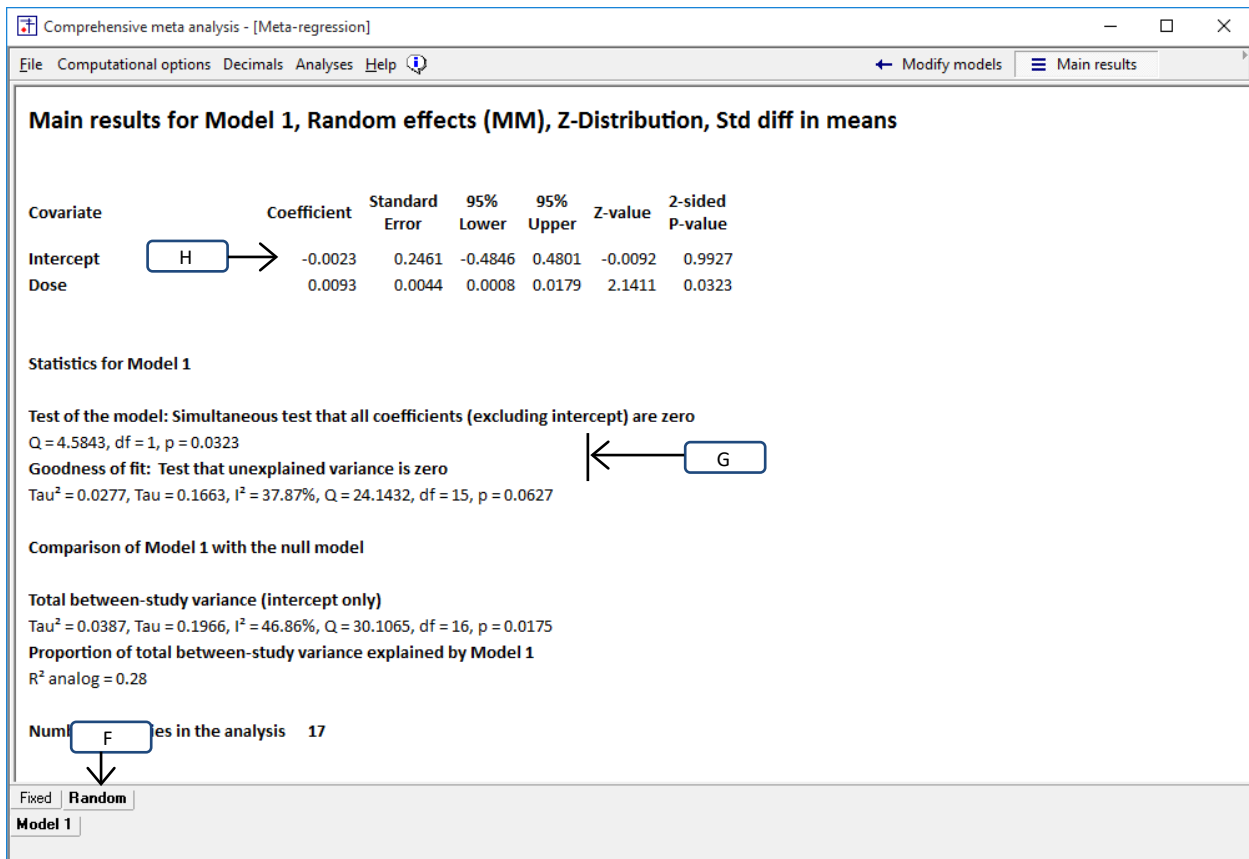 Comprehensive meta analysis - [Meta-regression]
File Computational options Decimals Analyses Help Modify models Main results
Main results for Model 1, Random effects (MM), Z-Distribution, Std diff in means
Covariate Coefficient Standard Error 95% Lower 95% Upper Z-value 2-sided P-value
Intercept H -0.0023 0.2461 -0.4846 0.4801 -0.0092 0.9927
Dose 0.0093 0.0044 0.0008 0.0179 2.1411 0.0323
Statistics for Model 1
Test of the model: Simultaneous test that all coefficients (excluding intercept) are zero
Q = 4.5843, df = 1, p = 0.0323
G
Goodness of fit: Test that unexplained variance is zero
Tau² = 0.0277, Tau = 0.1663, I² = 37.87%, Q = 24.1432, df = 15, p = 0.0627
Comparison of Model 1 with the null model
Total between-study variance (intercept only)
Tau² = 0.0387, Tau = 0.1966, I² = 46.86%, Q = 30.1065, df = 16, p = 0.0175
Proportion of total between-study variance explained by Model 1
R² analog = 0.28
F in the analysis 17
Fixed Random
Model 1